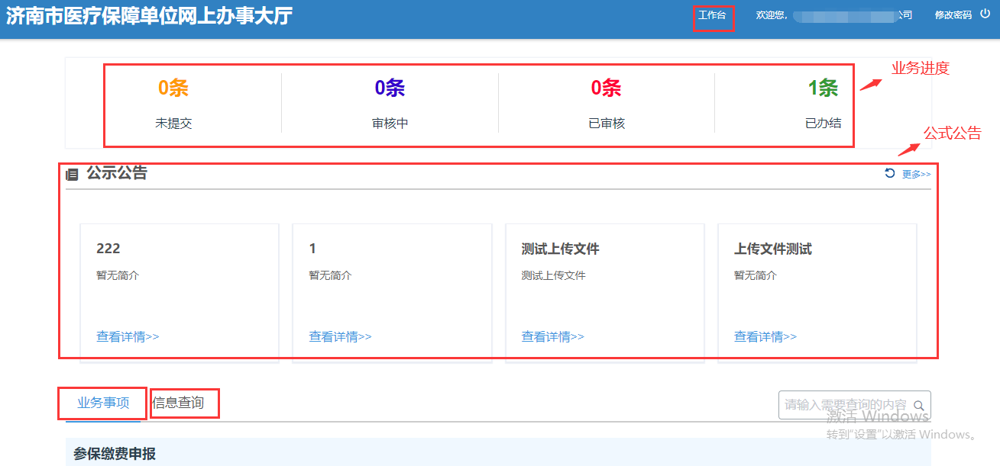 济南市医疗保障单位网上办事大厅
工作台 欢迎您, 公司 修改密码
0条 0条 0条 1条
未提交 审核中 已审核 已办结
业务进度
公式公告
公示公告 更多>>
222 1 测试上传文件 上传文件测试
暂无简介 暂无简介 测试上传文件 暂无简介
查看详情>> 查看详情>> 查看详情>> 查看详情>>
业务事项 信息查询 请输入需要查询的内容
激活 Windows
转到"设置"以激活 Windows。
参保缴费申报